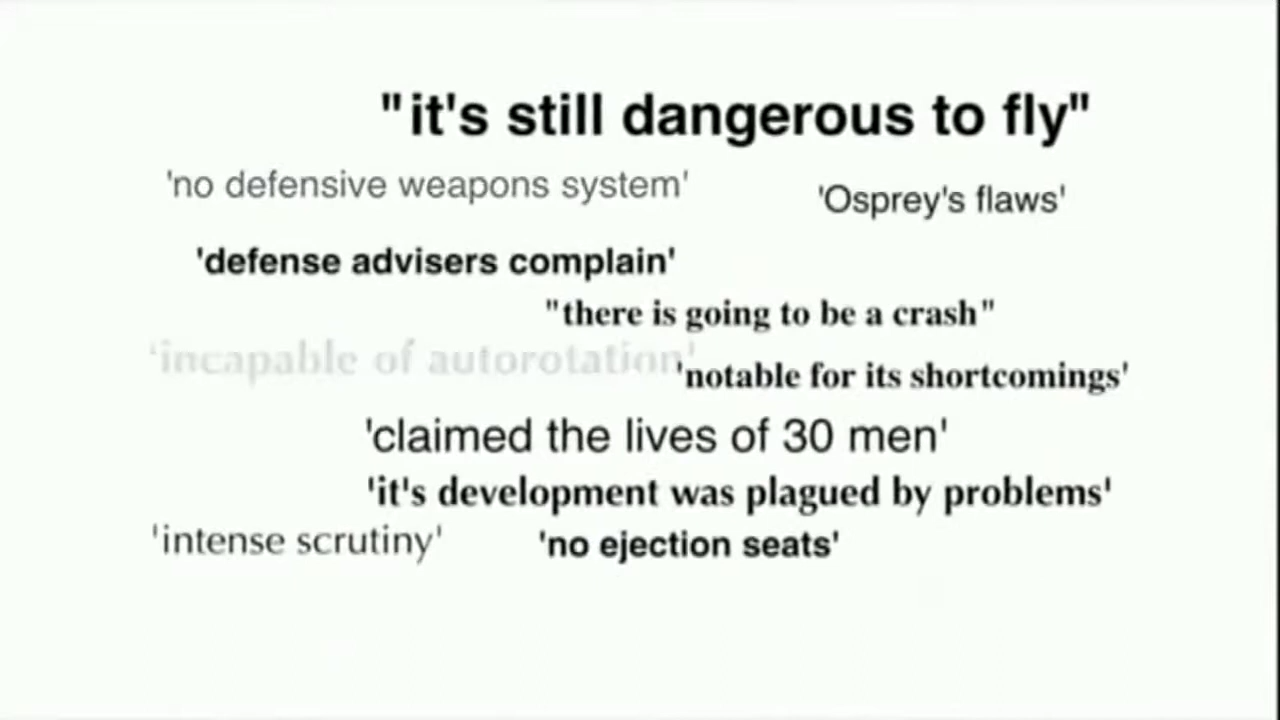 "it's still dangerous to fly"
'no defensive weapons system'
'Osprey's flaws'
'defense advisers complain'
"there is going to be a crash"
'incapable of autorotation'
'notable for its shortcomings'
'claimed the lives of 30 men'
'it's development was plagued by problems'
'intense scrutiny'
'no ejection seats'